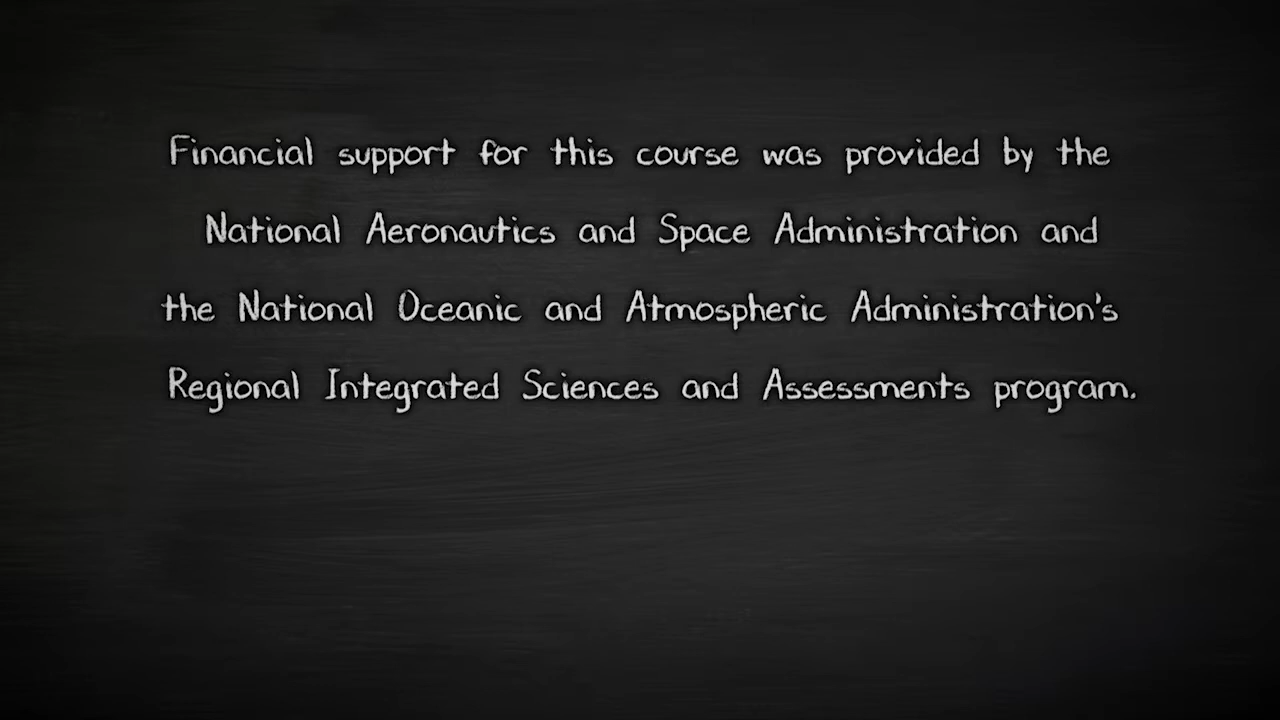 Financial support for this course was provided by the
National Aeronautics and Space Administration and
the National Oceanic and Atmospheric Administration's
Regional Integrated Sciences and Assessments program.